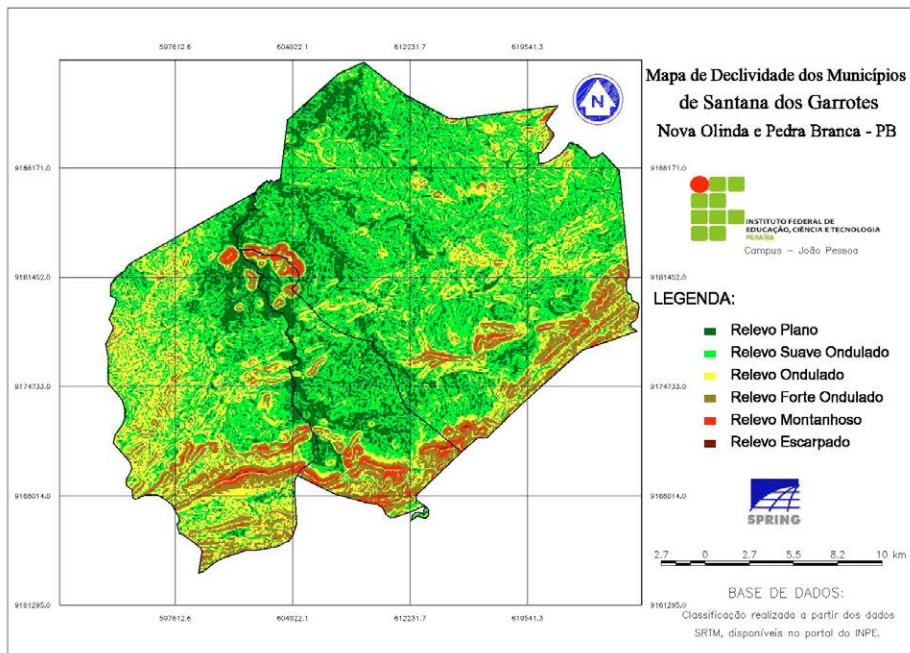 597612.6 604922.1 612231.7 619541.3
Mapa de Declividade dos Municípios
de Santana dos Garrotes
Nova Olinda e Pedra Branca - PB
N
9188171.0 9188171.0
INSTITUTO FEDERAL DE
EDUCAÇÃO, CIÊNCIA E TECNOLOGIA
PARAÍBA
Campus - João Pessoa
9181452.0 9181452.0
LEGENDA:
Relevo Plano
Relevo Suave Ondulado
Relevo Ondulado
Relevo Forte Ondulado
Relevo Montanhoso
Relevo Escarpado
9174733.0 9174733.0
9168014.0 9168014.0
SPRING
2.7 0 2.7 5.5 8.2 10 km
BASE DE DADOS:
Classificação realizada a partir dos dados
SRTM, disponíveis no portal do INPE.
9161295.0 9161295.0
597612.6 604922.1 612231.7 619541.3